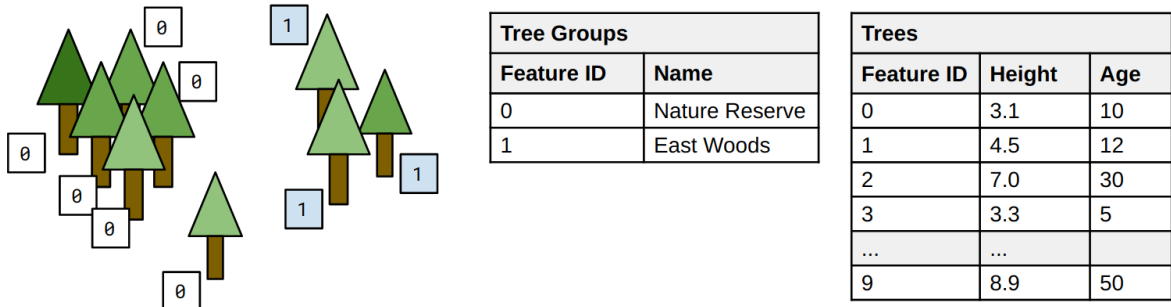 0
1
0
0
1
0
0
1
0
Tree Groups
Feature ID Name
0 Nature Reserve
1 East Woods
Trees
Feature ID Height Age
0 3.1 10
1 4.5 12
2 7.0 30
3 3.3 5
... ...
9 8.9 50